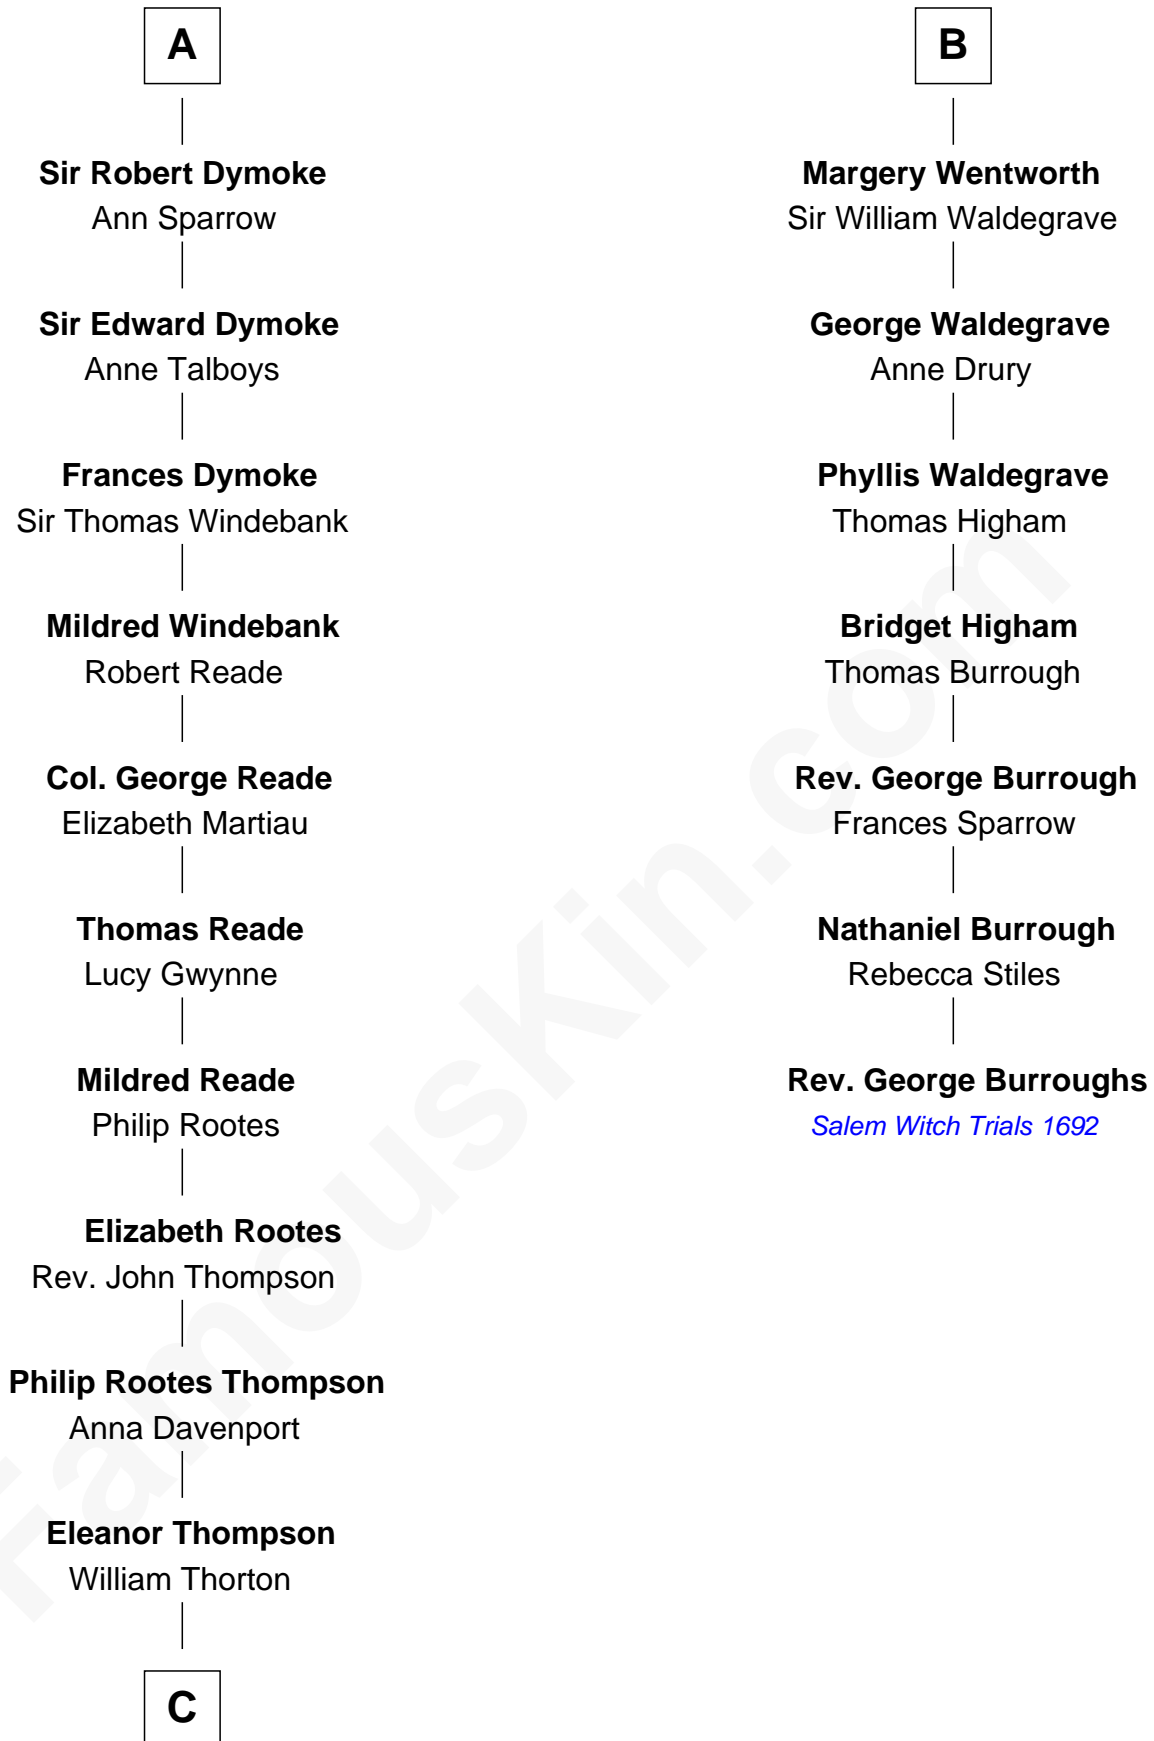 A
Sir Robert Dymoke
Ann Sparrow
Sir Edward Dymoke
Anne Talboys
Frances Dymoke
Sir Thomas Windebank
Mildred Windebank
Robert Reade
Col. George Reade
Elizabeth Martiau
Thomas Reade
Lucy Gwynne
Mildred Reade
Philip Rootes
Elizabeth Rootes
Rev. John Thompson
Philip Rootes Thompson
Anna Davenport
Eleanor Thompson
William Thorton
C
B
Margery Wentworth
Sir William Waldegrave
George Waldegrave
Anne Drury
Phyllis Waldegrave
Thomas Higham
Bridget Higham
Thomas Burrough
Rev. George Burrough
Frances Sparrow
Nathaniel Burrough
Rebecca Stiles
Rev. George Burroughs
Salem Witch Trials 1692
FamousKin.com